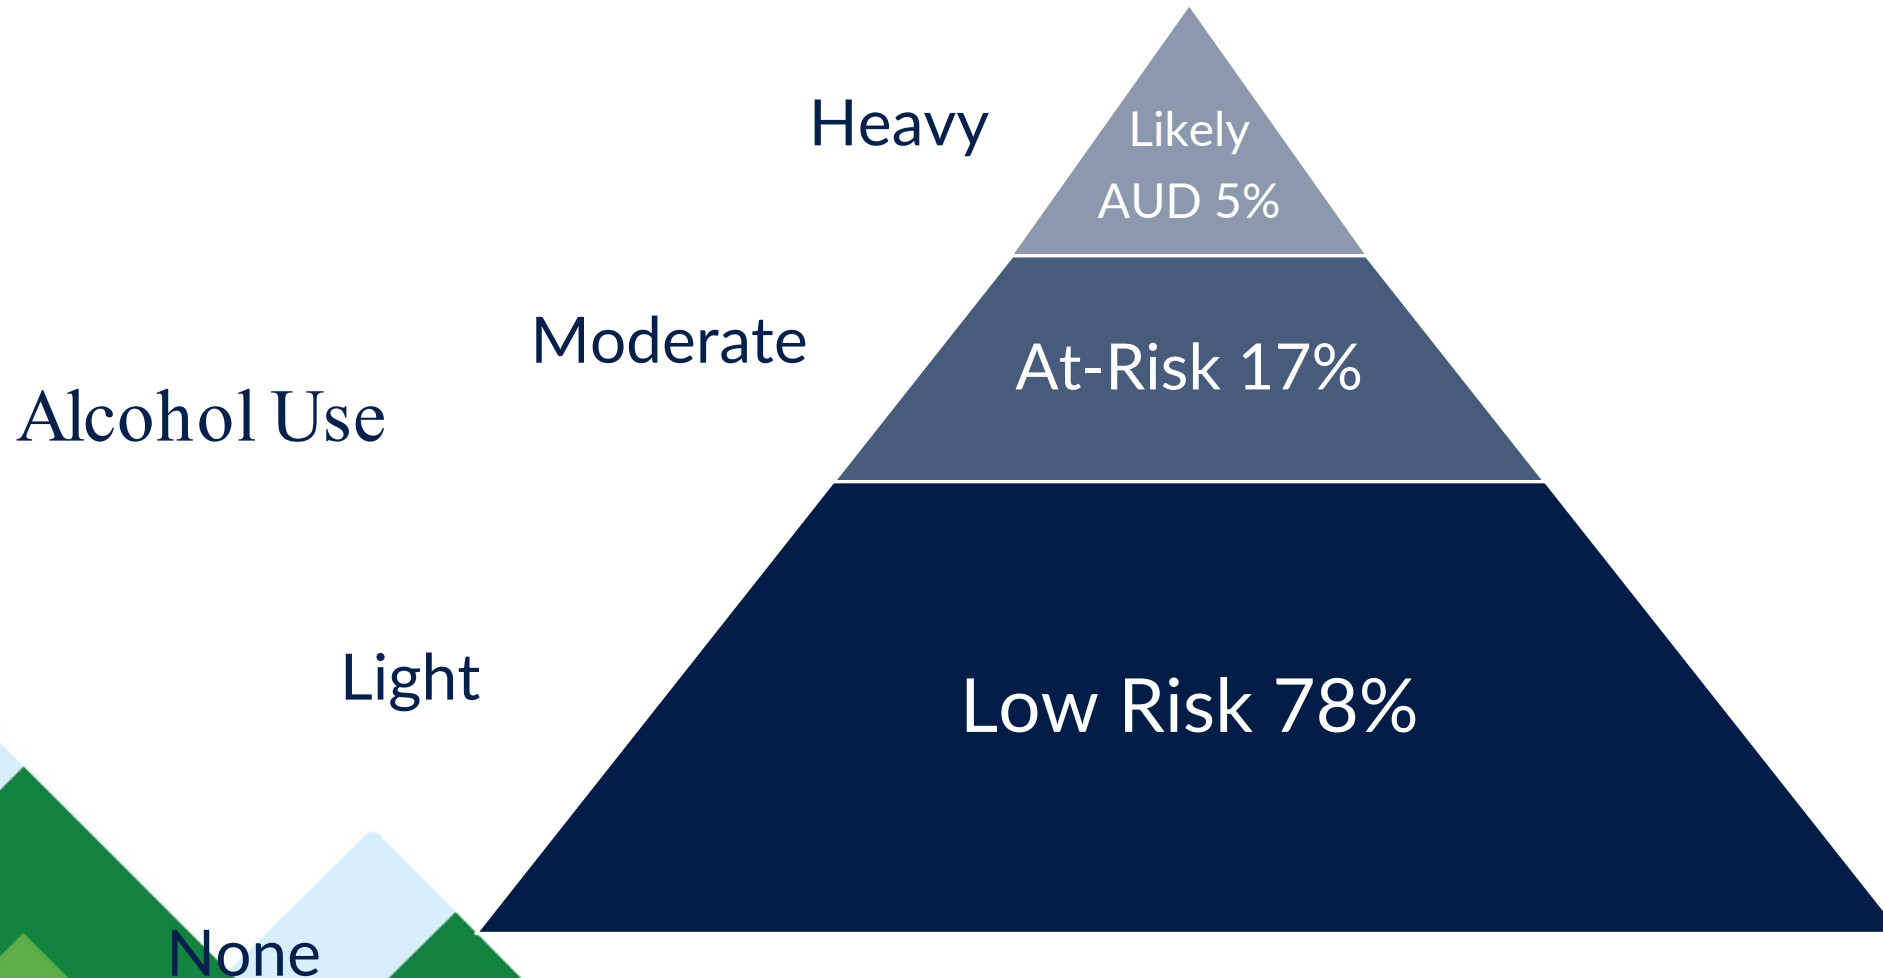 Heavy
Likely
AUD 5%
Moderate
At-Risk 17%
Alcohol Use
Light
Low Risk 78%
None